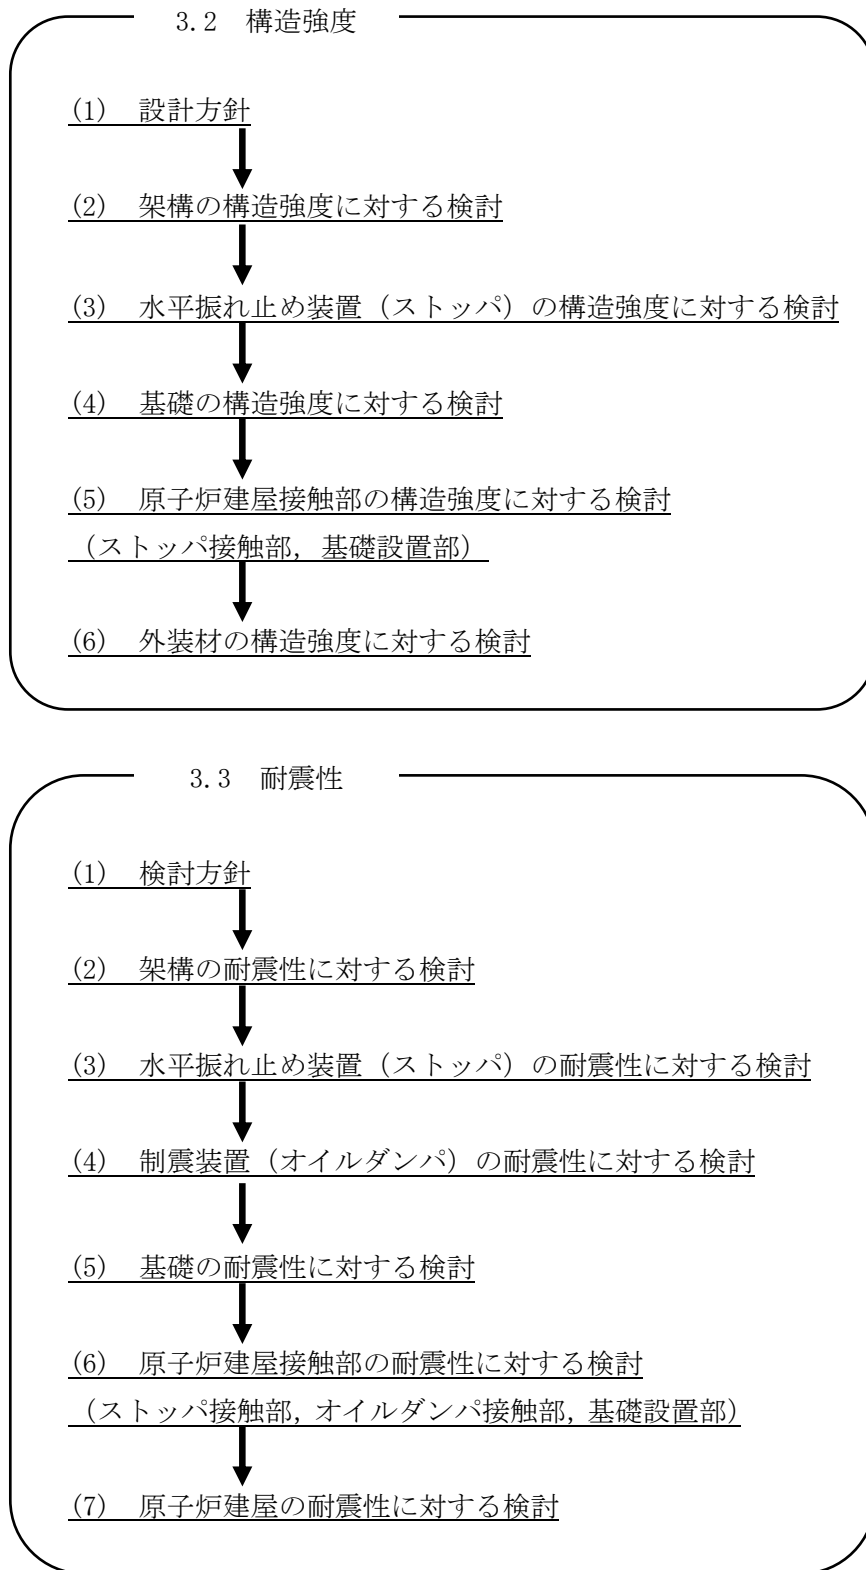 3.2　構造強度
(1)　設計方針
(2)　架構の構造強度に対する検討
(3)　水平振れ止め装置（ストッパ）の構造強度に対する検討
(4)　基礎の構造強度に対する検討
(5)　原子炉建屋接触部の構造強度に対する検討
（ストッパ接触部, 基礎設置部）
(6)　外装材の構造強度に対する検討
3.3　耐震性
(1)　検討方針
(2)　架構の耐震性に対する検討
(3)　水平振れ止め装置（ストッパ）の耐震性に対する検討
(4)　制震装置（オイルダンパ）の耐震性に対する検討
(5)　基礎の耐震性に対する検討
(6)　原子炉建屋接触部の耐震性に対する検討
（ストッパ接触部, オイルダンパ接触部, 基礎設置部）
(7)　原子炉建屋の耐震性に対する検討